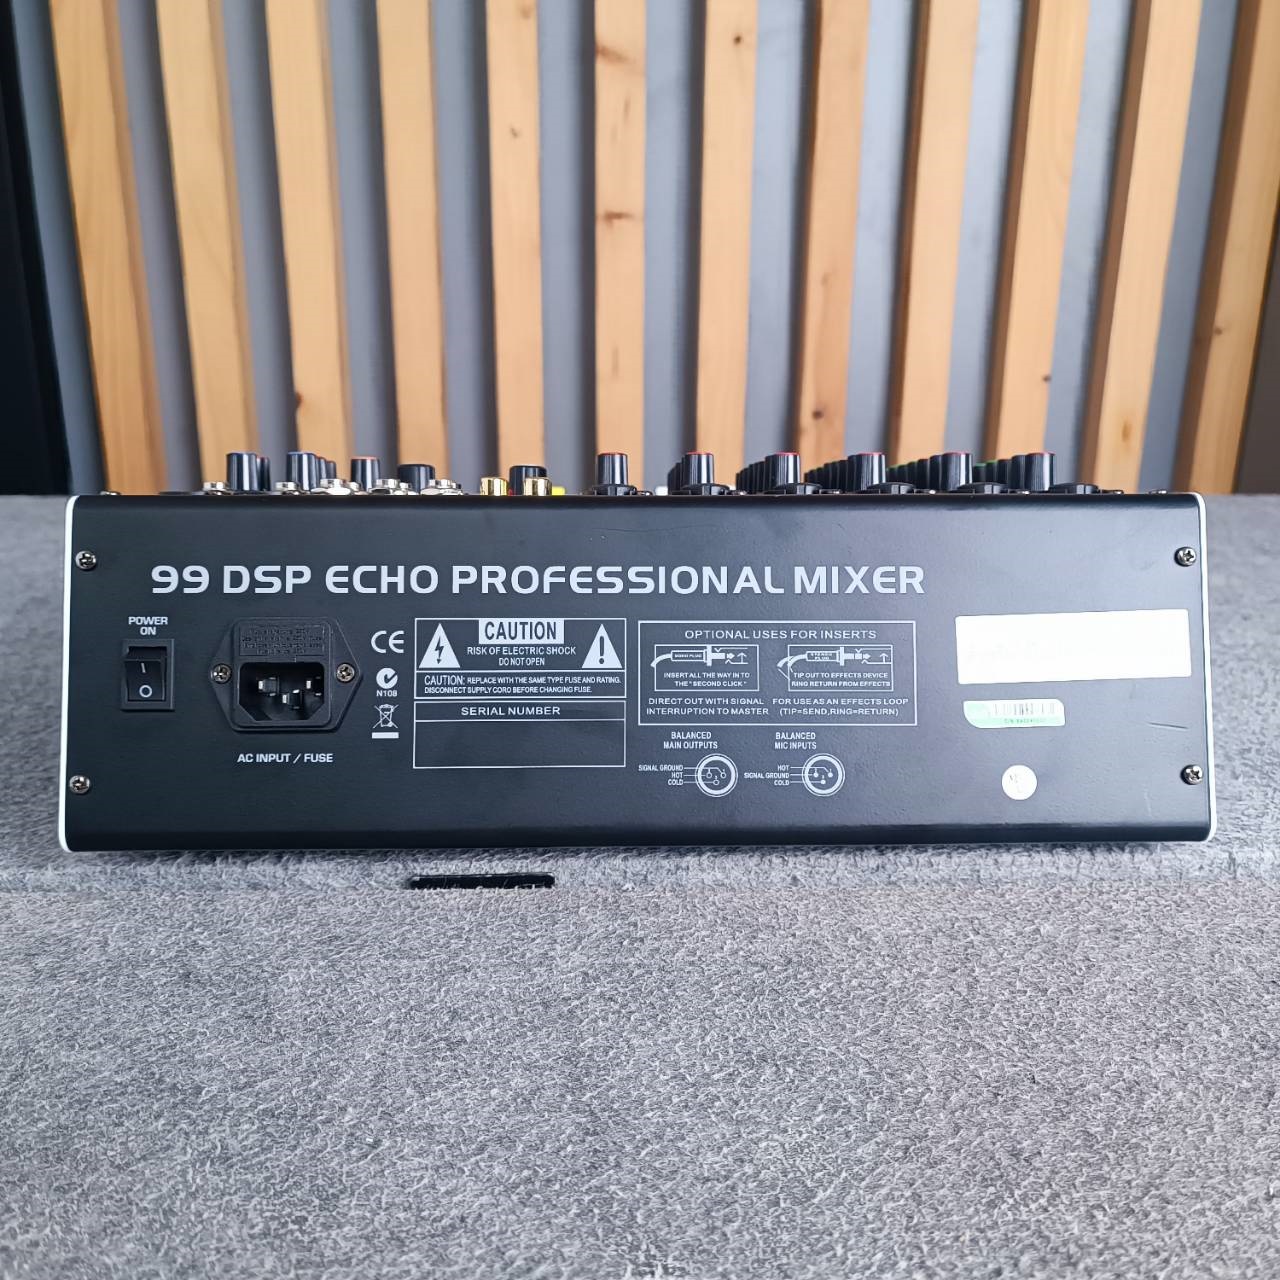 99 DSP ECHO PROFESSIONAL MIXER
POWER
ON
AC INPUT / FUSE
CE
N108
CAUTION
RISK OF ELECTRIC SHOCK
DO NOT OPEN
CAUTION: REPLACE WITH THE SAME TYPE FUSE AND RATING.
DISCONNECT SUPPLY CORD BEFORE CHANGING FUSE.
SERIAL NUMBER
OPTIONAL USES FOR INSERTS
MONO PLUG
INSERT ALL THE WAY IN TO
THE "SECOND CLICK"
DIRECT OUT WITH SIGNAL
INTERRUPTION TO MASTER
STEREO
PLUG
TIP OUT TO EFFECTS DEVICE
RING RETURN FROM EFFECTS
FOR USE AS AN EFFECTS LOOP
(TIP=SEND,RING=RETURN)
BALANCED
MAIN OUTPUTS
SIGNAL GROUND
HOT
COLD
BALANCED
MIC INPUTS
HOT
SIGNAL GROUND
COLD